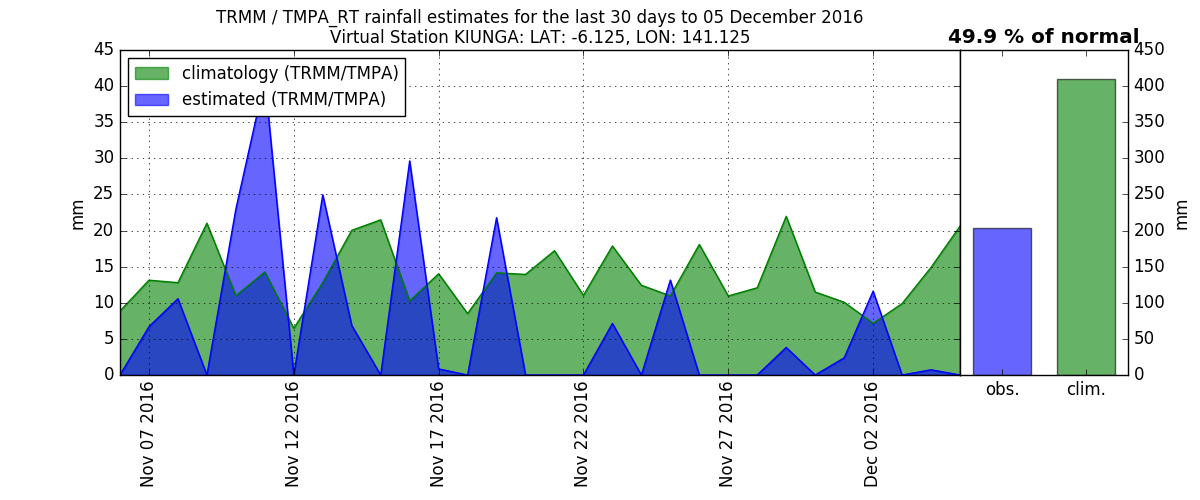 TRMM / TMPA_RT rainfall estimates for the last 30 days to 05 December 2016
Virtual Station KIUNGA: LAT: -6.125, LON: 141.125
49.9 % of normal
climatology (TRMM/TMPA)
estimated (TRMM/TMPA)
45
40
35
30
25
20
15
10
5
0
mm
Nov 07 2016
Nov 12 2016
Nov 17 2016
Nov 22 2016
Nov 27 2016
Dec 02 2016
450
400
350
300
250
200
150
100
50
0
mm
obs.
clim.